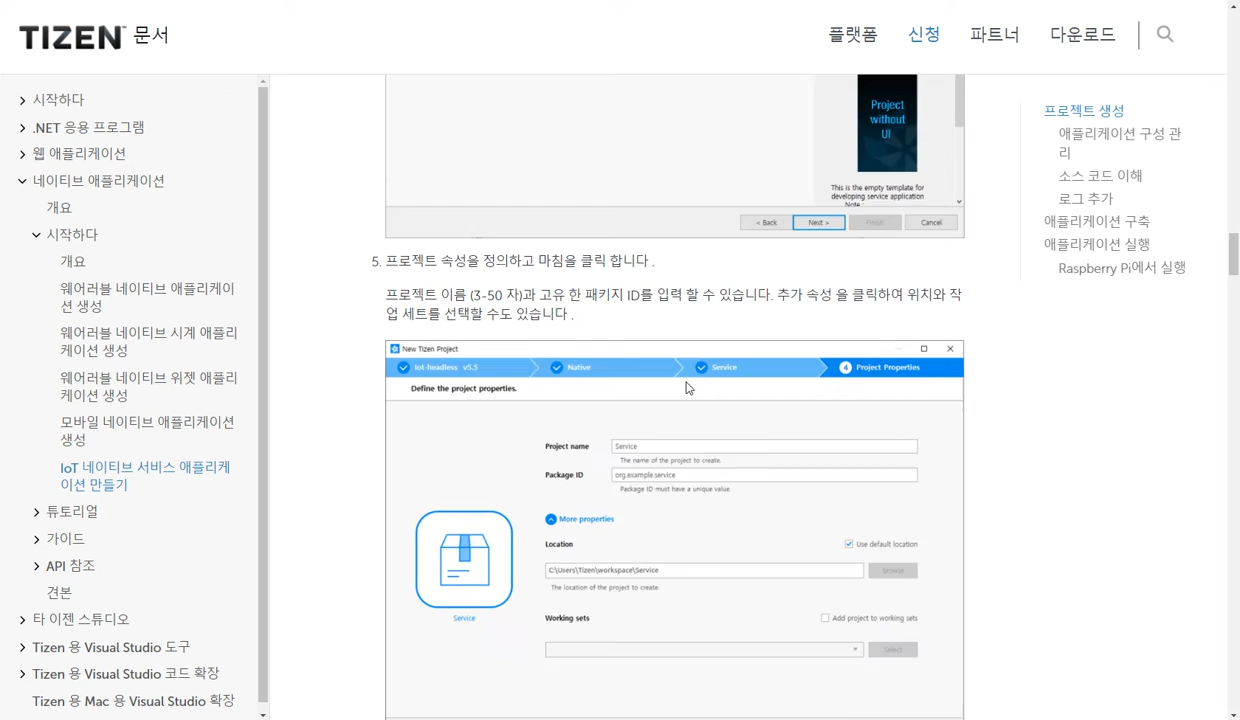 TIZEN™ 문서
플랫폼
신청
파트너
다운로드
시작하다
.NET 응용 프로그램
웹 애플리케이션
네이티브 애플리케이션
개요
시작하다
개요
웨어러블 네이티브 애플리케이
션 생성
웨어러블 네이티브 시계 애플리
케이션 생성
웨어러블 네이티브 위젯 애플리
케이션 생성
모바일 네이티브 애플리케이션
생성
IoT 네이티브 서비스 애플리케
이션 만들기
튜토리얼
가이드
API 참조
견본
타 이젠 스튜디오
Tizen 용 Visual Studio 도구
Tizen 용 Visual Studio 코드 확장
Tizen 용 Mac 용 Visual Studio 확장
Project
without
UI
This is the empty template for
developing service application
Note :
< Back
Next >
Finish
Cancel
5. 프로젝트 속성을 정의하고 마침을 클릭 합니다 .
프로젝트 이름 (3-50 자)과 고유 한 패키지 ID를 입력 할 수 있습니다. 추가 속성 을 클릭하여 위치와 작
업 세트를 선택할 수도 있습니다 .
New Tizen Project
Iot-headless v5.5
Native
Service
4 Project Properties
Define the project properties.
Project name
Service
The name of the project to create.
Package ID
org.example.service
Package ID must have a unique value.
More properties
Location
Use default location
C:\Users\Tizen\workspace\Service
Browse
The location of the project to create.
Service
Working sets
Add project to working sets
Select
프로젝트 생성
애플리케이션 구성 관
리
소스 코드 이해
로그 추가
애플리케이션 구축
애플리케이션 실행
Raspberry Pi에서 실행